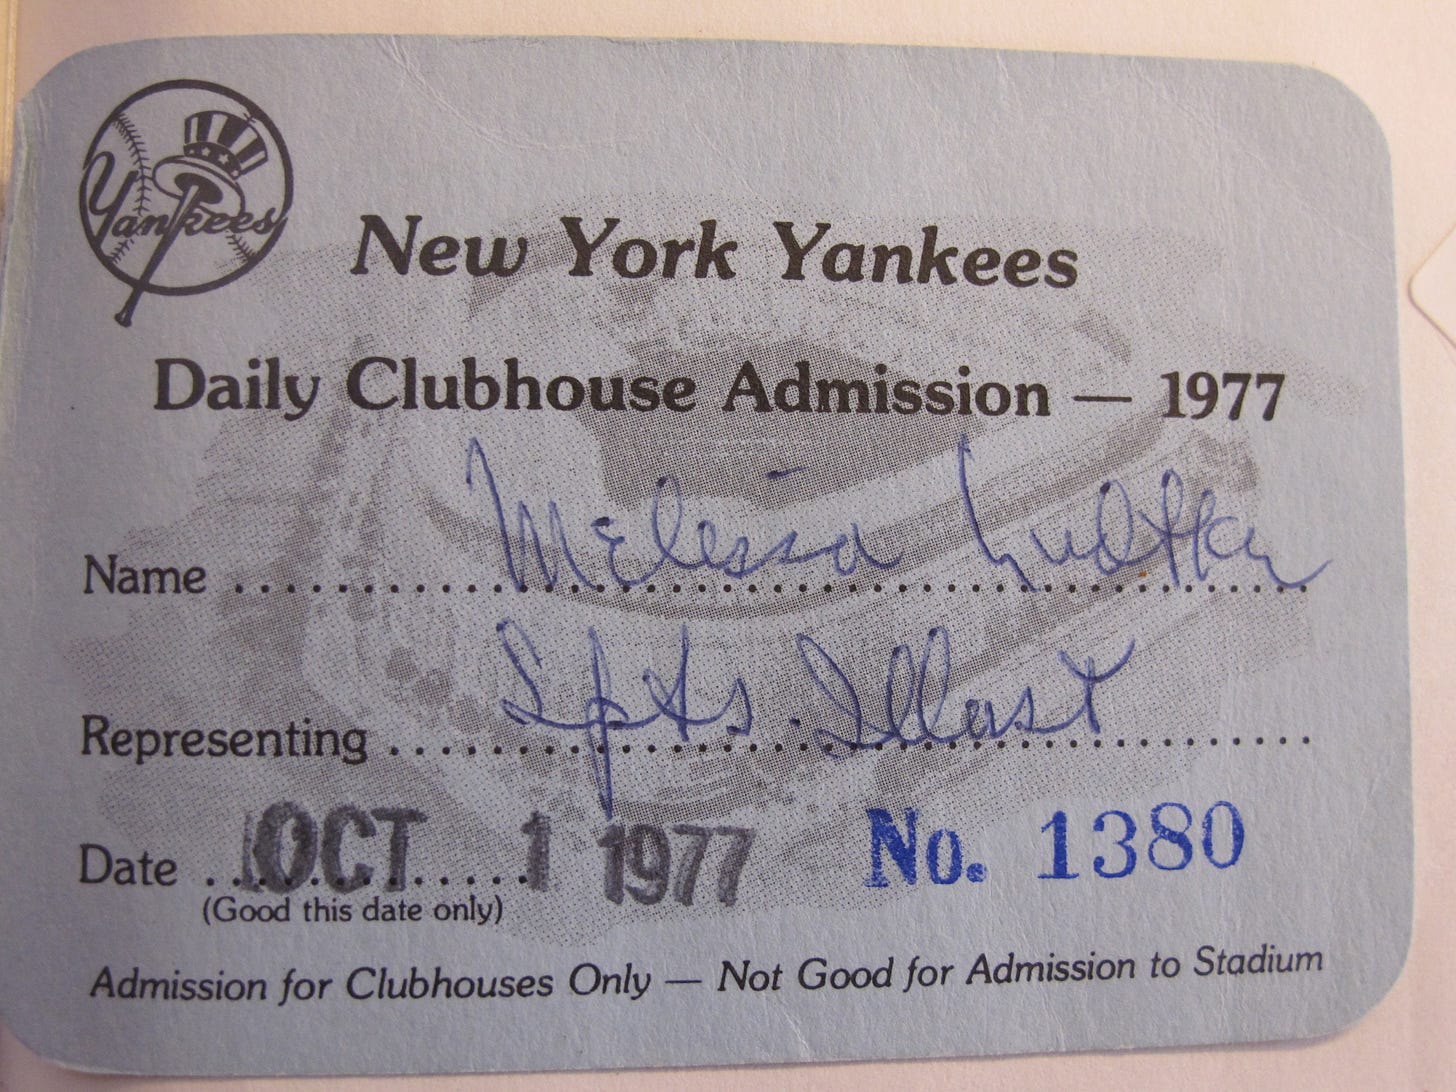 Yankees
New York Yankees
Daily Clubhouse Admission — 1977
Name .......... Melissa Ludtke
Representing .......... Spts. Illust
Date .......... OCT 1 1977 No. 1380
(Good this date only)
Admission for Clubhouses Only — Not Good for Admission to Stadium